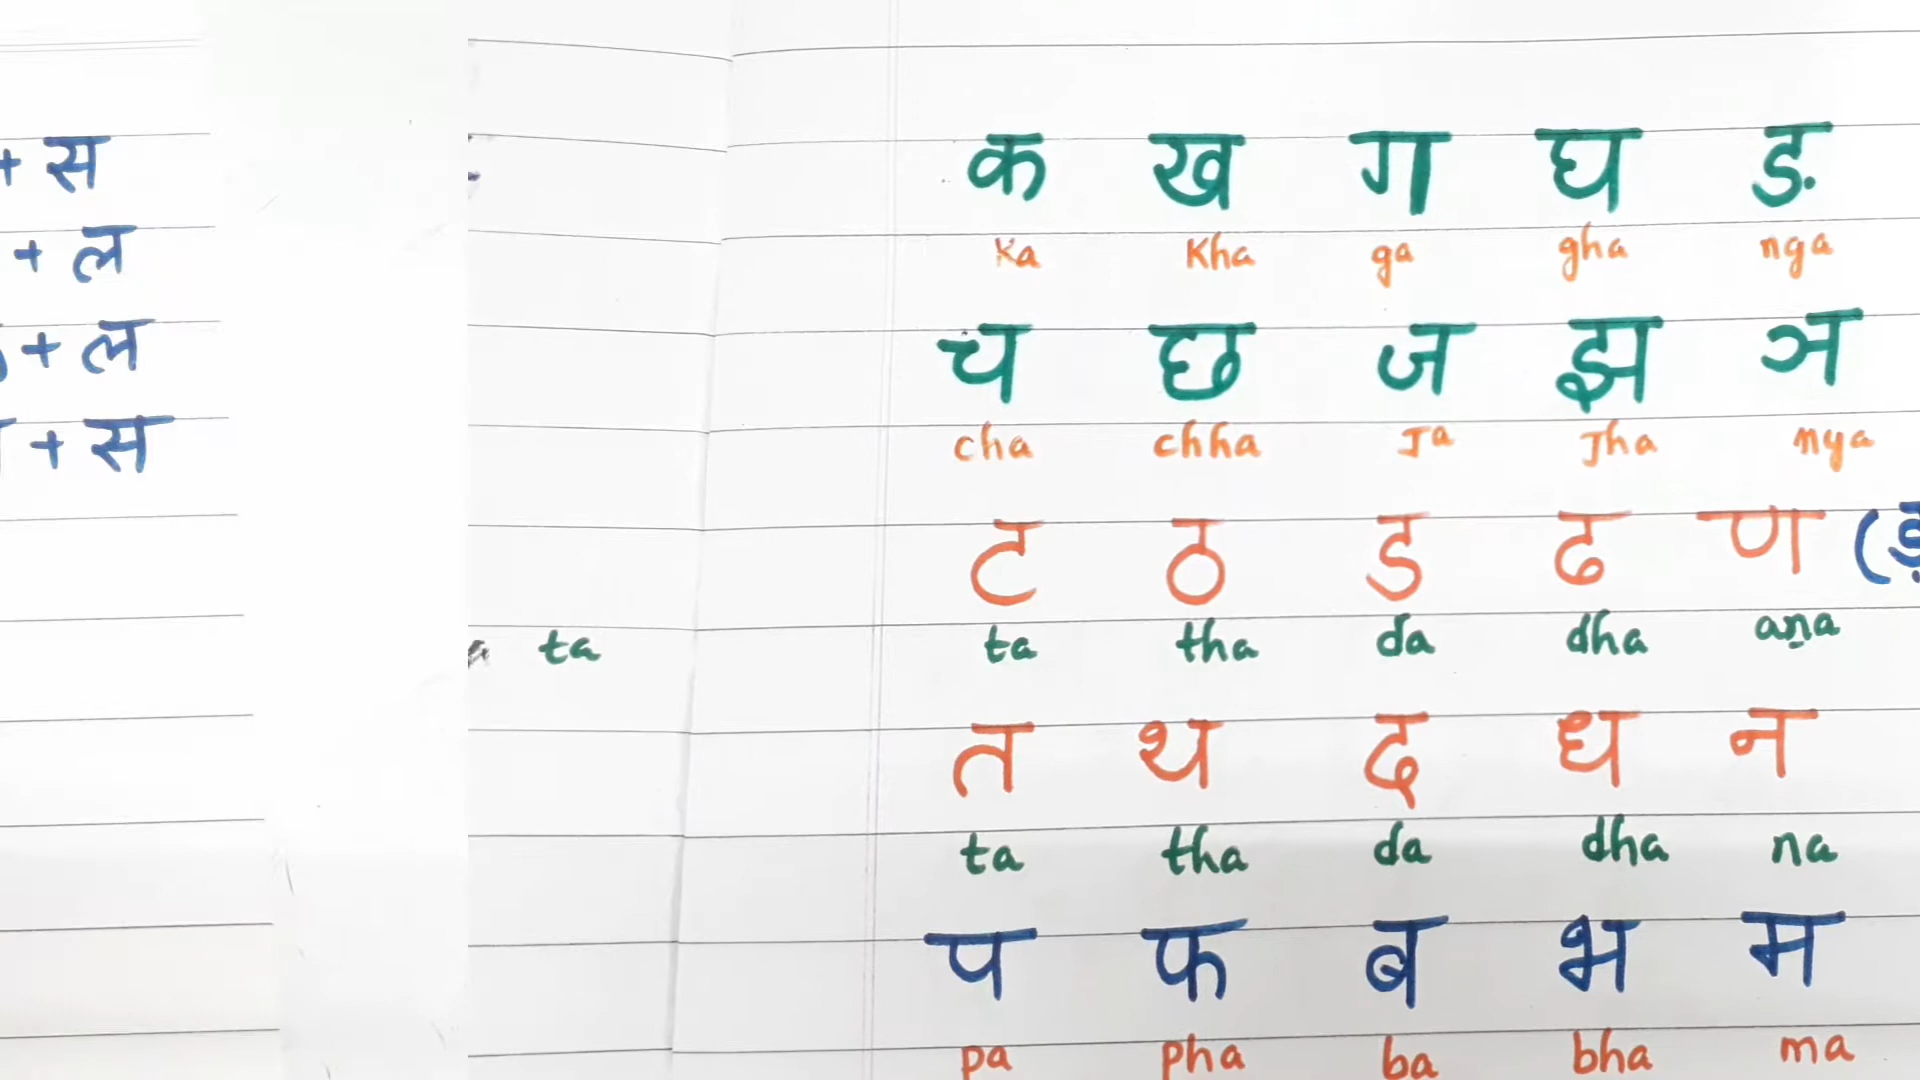 + स
+ ल
+ ल
+ स
ta
क ख ग घ ङ
Ka Kha ga gha nga
च छ ज झ ञ
cha chha Ja Jha nya
ट ठ ड ढ ण (ड़
ta tha da dha aṇa
त थ द ध न
ta tha da dha na
प फ ब भ म
pa pha ba bha ma